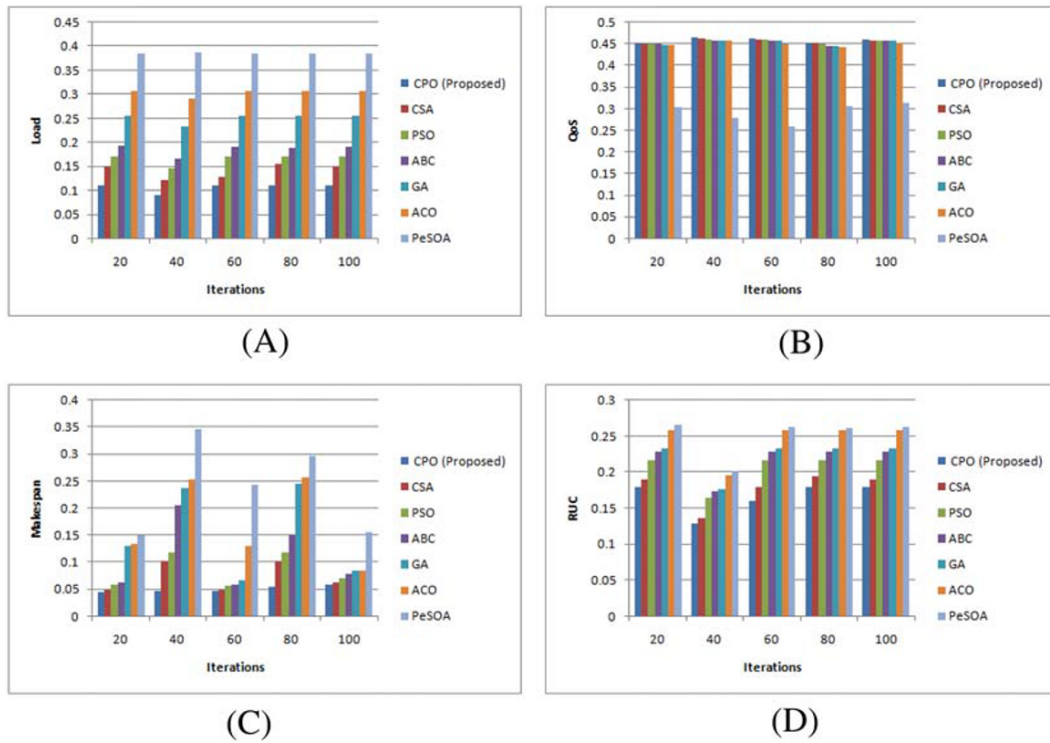 0.45
0.4
0.35
0.3
0.25
0.2
0.15
0.1
0.05
0
Load
20 40 60 80 100
Iterations
CPO (Proposed)
CSA
PSO
ABC
GA
ACO
PeSOA
(A)
0.5
0.45
0.4
0.35
0.3
0.25
0.2
0.15
0.1
0.05
0
QoS
20 40 60 80 100
Iterations
CPO (Proposed)
CSA
PSO
ABC
GA
ACO
PeSOA
(B)
0.4
0.35
0.3
0.25
0.2
0.15
0.1
0.05
0
Makespan
20 40 60 80 100
Iterations
CPO (Proposed)
CSA
PSO
ABC
GA
ACO
PeSOA
(C)
0.3
0.25
0.2
0.15
0.1
0.05
0
RUC
20 40 60 80 100
Iterations
CPO (Proposed)
CSA
PSO
ABC
GA
ACO
PeSOA
(D)